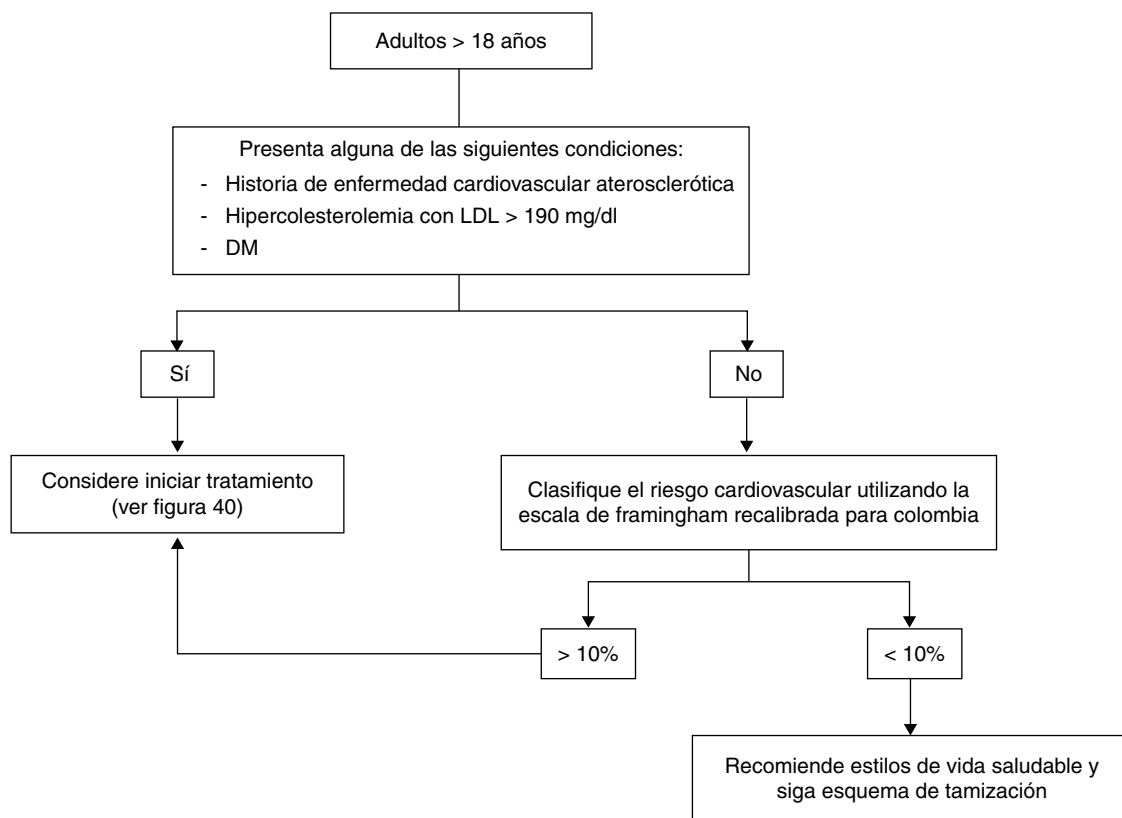 Adultos > 18 años
Presenta alguna de las siguientes condiciones:
- Historia de enfermedad cardiovascular aterosclerótica
- Hipercolesterolemia con LDL > 190 mg/dl
- DM
Sí
No
Considere iniciar tratamiento
(ver figura 40)
Clasifique el riesgo cardiovascular utilizando la
escala de framingham recalibrada para colombia
> 10%
< 10%
Recomiende estilos de vida saludable y
siga esquema de tamización